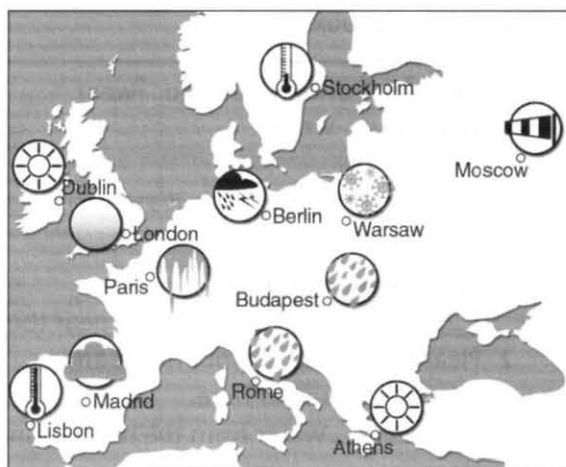 Stockholm
Moscow
Dublin
Berlin
Warsaw
London
Paris
Budapest
Rome
Madrid
Lisbon
Athens